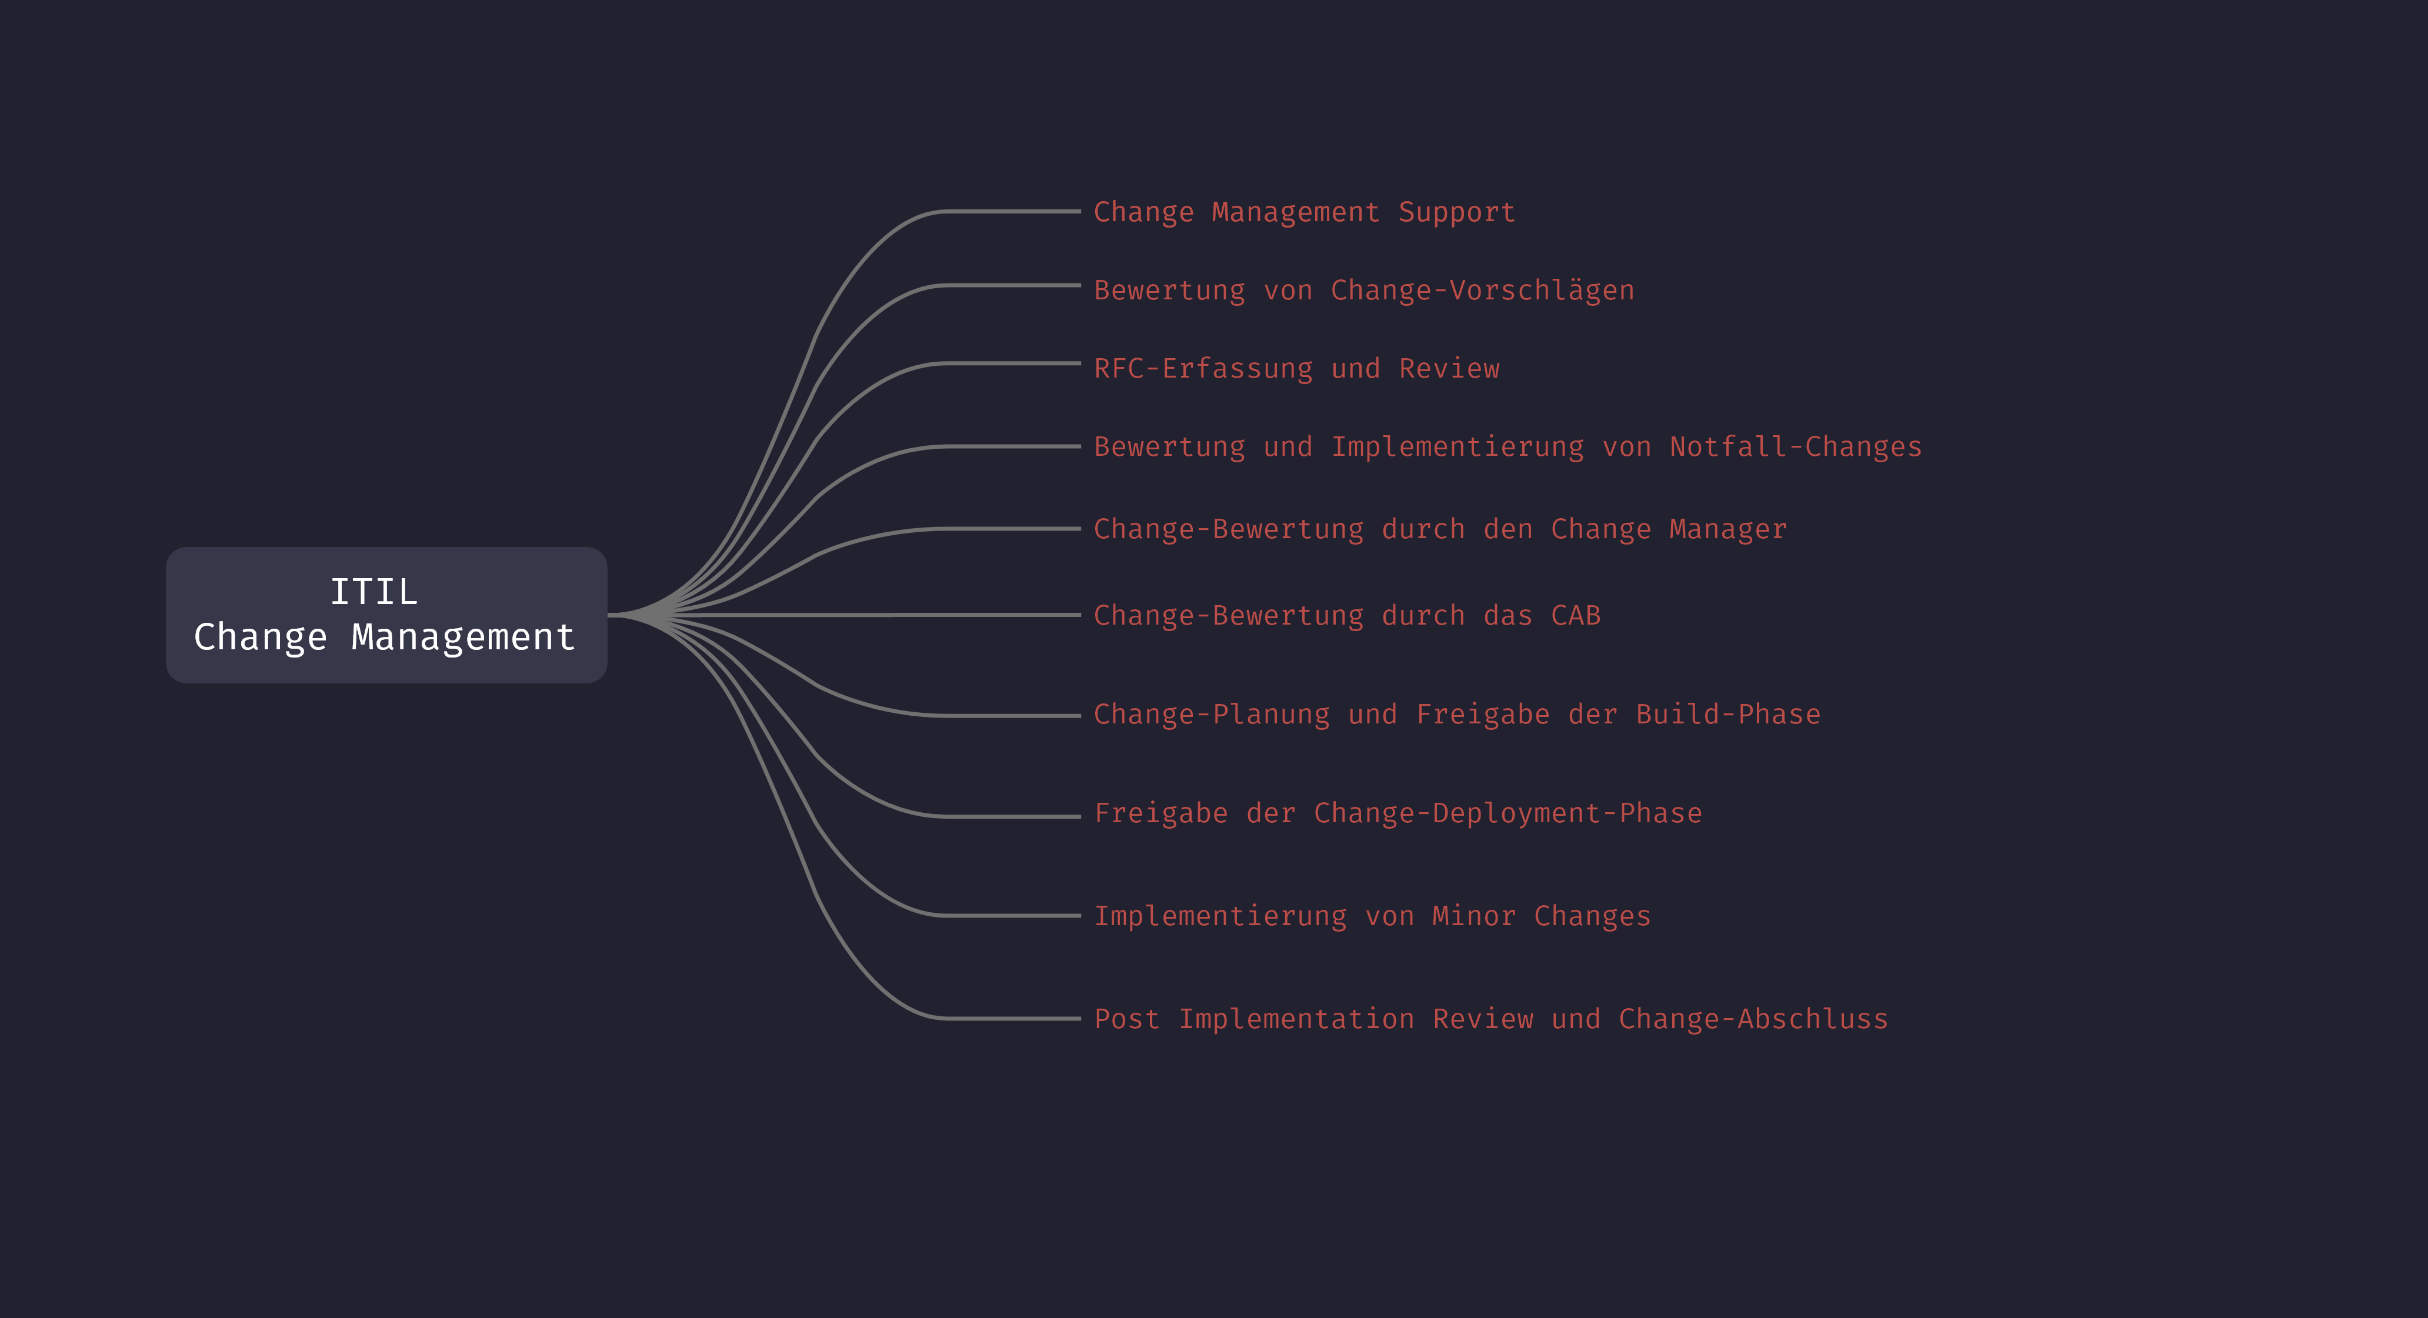 ITIL
Change Management
Change Management Support
Bewertung von Change-Vorschlägen
RFC-Erfassung und Review
Bewertung und Implementierung von Notfall-Changes
Change-Bewertung durch den Change Manager
Change-Bewertung durch das CAB
Change-Planung und Freigabe der Build-Phase
Freigabe der Change-Deployment-Phase
Implementierung von Minor Changes
Post Implementation Review und Change-Abschluss